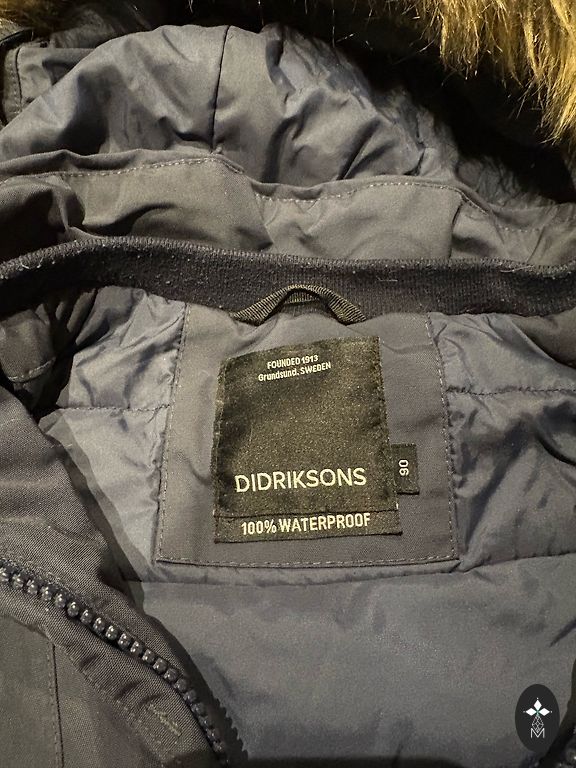 FOUNDED 1913
Grundsund. SWEDEN
DIDRIKSONS
90
100% WATERPROOF
M